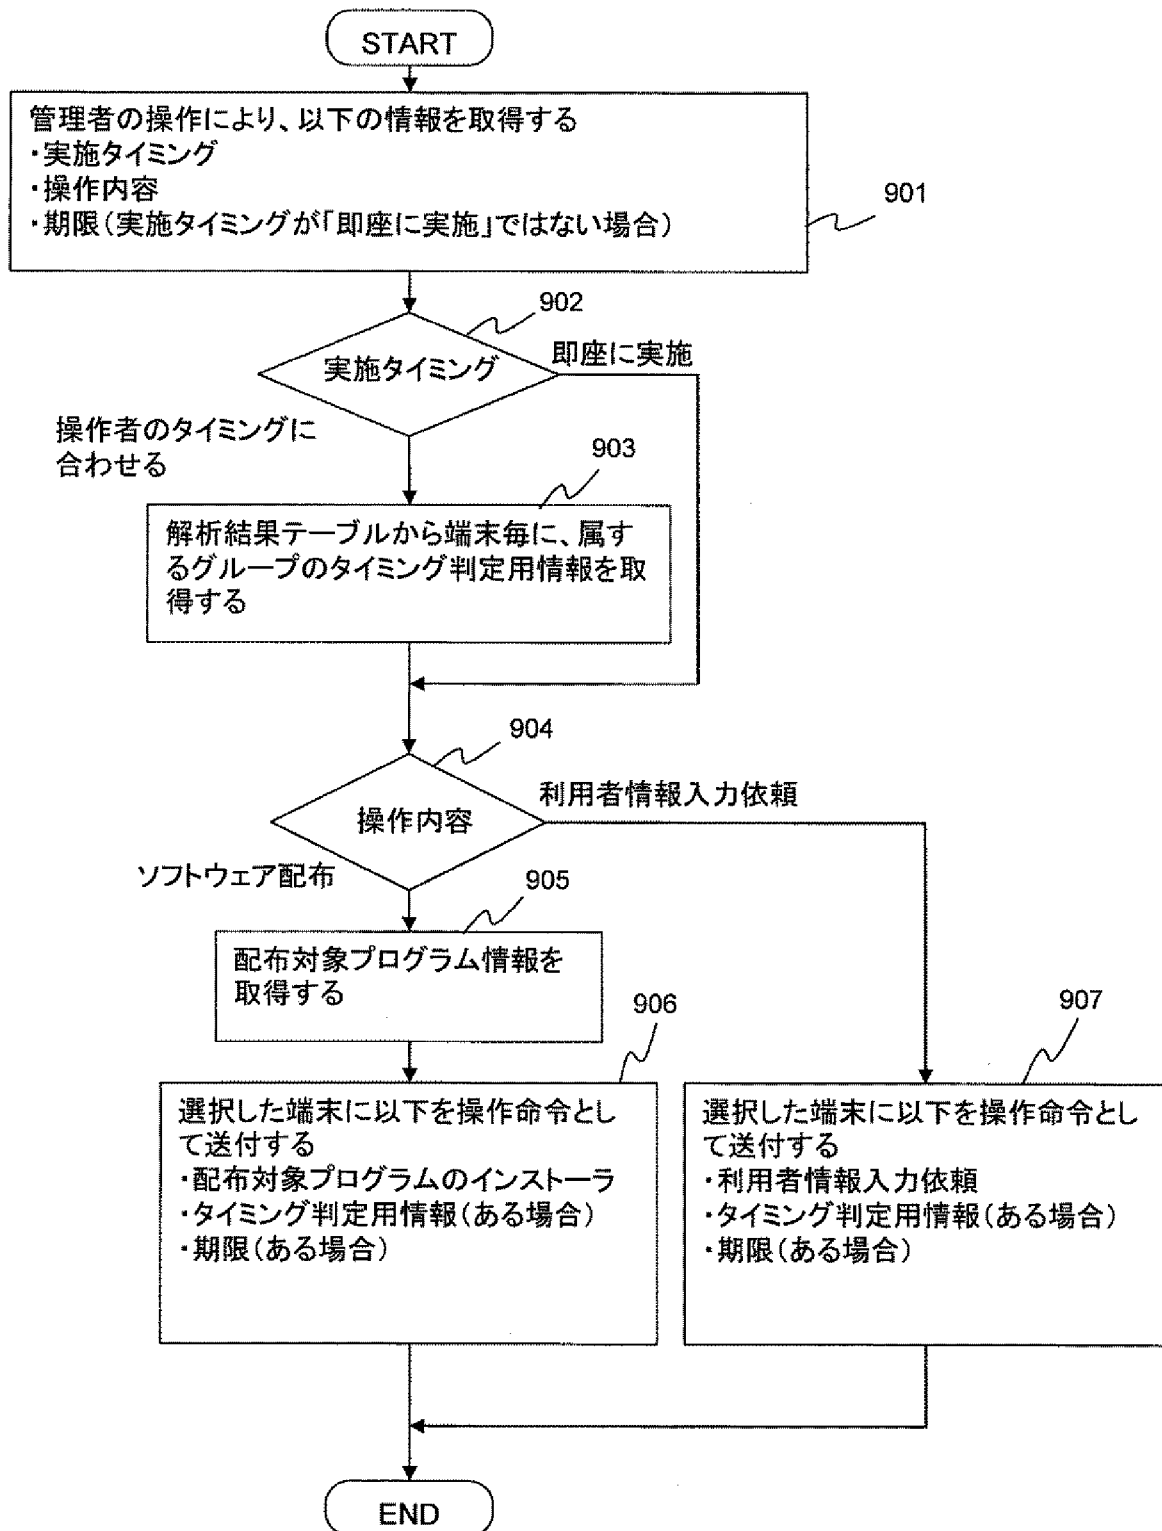 START
管理者の操作により、以下の情報を取得する
・実施タイミング
・操作内容
・期限(実施タイミングが「即座に実施」ではない場合)
901
902
実施タイミング
即座に実施
操作者のタイミングに
合わせる
903
解析結果テーブルから端末毎に、属す
るグループのタイミング判定用情報を取
得する
904
操作内容
利用者情報入力依頼
ソフトウェア配布
905
配布対象プログラム情報を
取得する
906
選択した端末に以下を操作命令とし
て送付する
・配布対象プログラムのインストーラ
・タイミング判定用情報(ある場合)
・期限(ある場合)
907
選択した端末に以下を操作命令とし
て送付する
・利用者情報入力依頼
・タイミング判定用情報(ある場合)
・期限(ある場合)
END